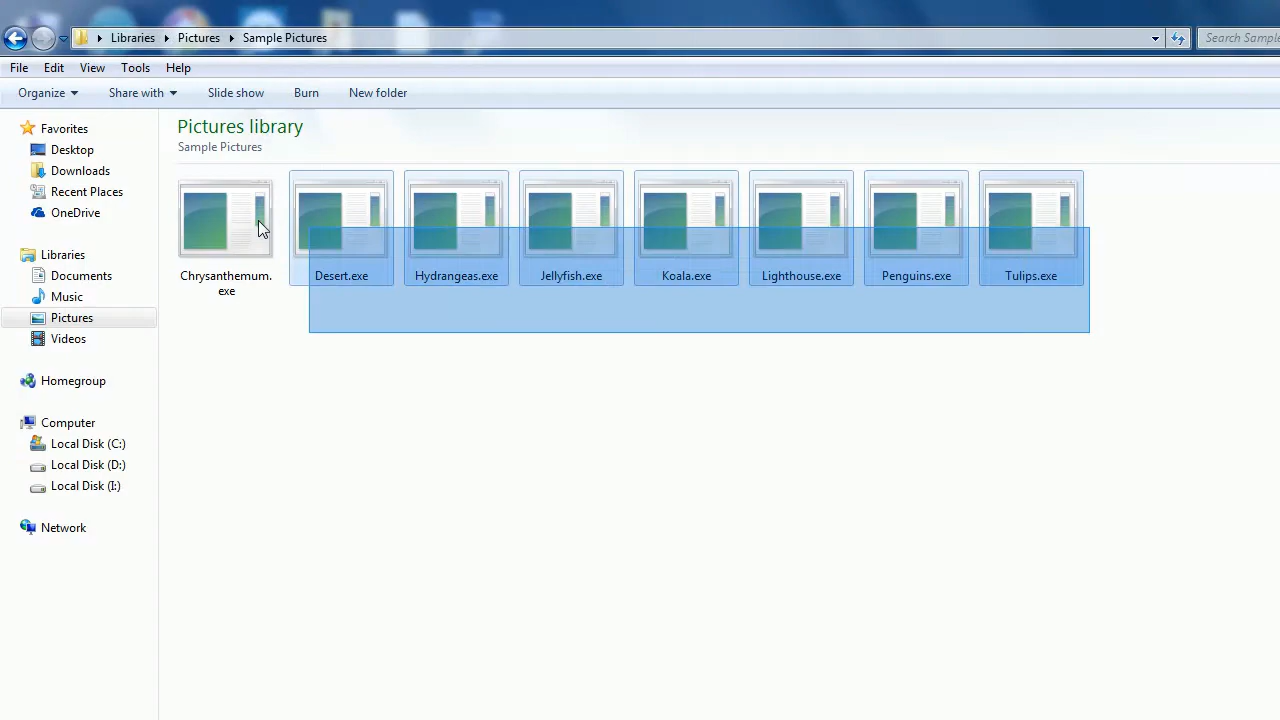 Libraries Pictures Sample Pictures
Search Sample
File Edit View Tools Help
Organize Share with Slide show Burn New folder
Favorites
Desktop
Downloads
Recent Places
OneDrive
Libraries
Documents
Music
Pictures
Videos
Homegroup
Computer
Local Disk (C:)
Local Disk (D:)
Local Disk (I:)
Network
Pictures library
Sample Pictures
Chrysanthemum.
exe
Desert.exe
Hydrangeas.exe
Jellyfish.exe
Koala.exe
Lighthouse.exe
Penguins.exe
Tulips.exe